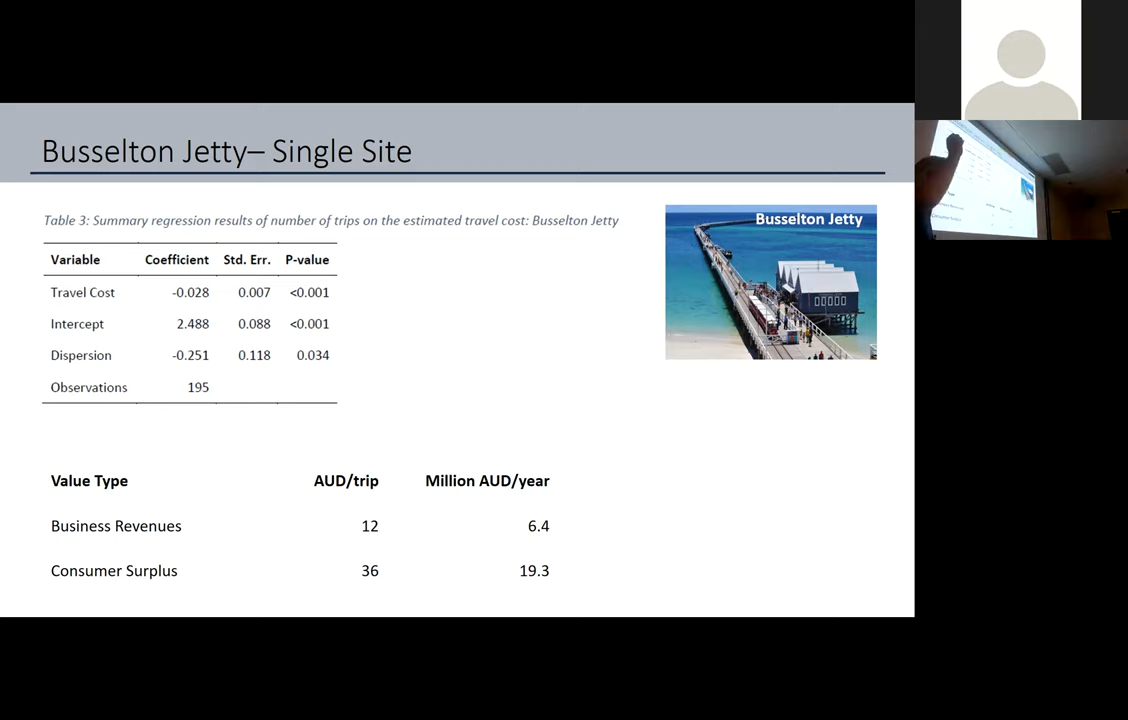 Busselton Jetty– Single Site
Table 3: Summary regression results of number of trips on the estimated travel cost: Busselton Jetty
Variable Coefficient Std. Err. P-value
Travel Cost -0.028 0.007 <0.001
Intercept 2.488 0.088 <0.001
Dispersion -0.251 0.118 0.034
Observations 195
Busselton Jetty
Value Type AUD/trip Million AUD/year
Business Revenues 12 6.4
Consumer Surplus 36 19.3